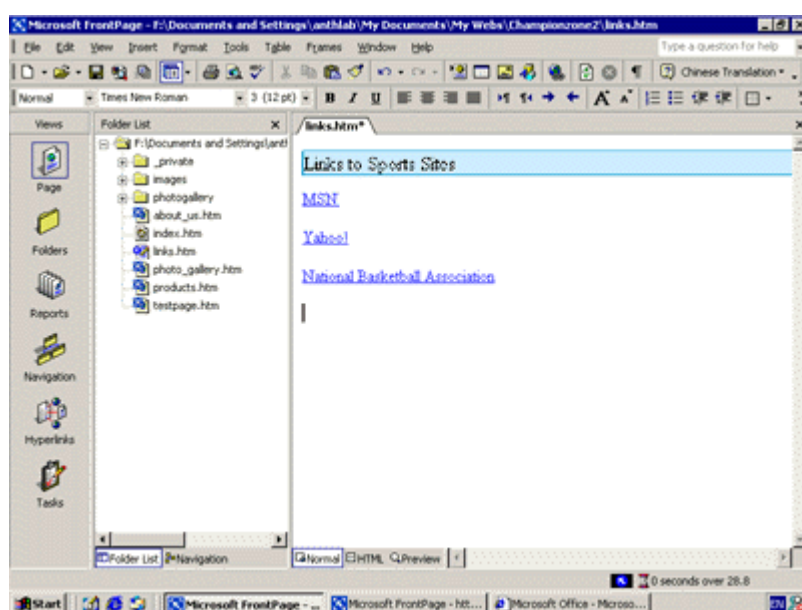 Microsoft FrontPage - F:\Documents and Settings\anthlab\My Documents\My Webs\Championzone2\links.htm
File Edit View Insert Format Tools Table Frames Window Help Type a question for help
Chinese Translation
Normal Times New Roman 3 (12 pt) B I U A A
Views Folder List links.htm*
F:\Documents and Settings\anth
_private
images
photogallery
about_us.htm
index.htm
links.htm
photo_gallery.htm
products.htm
testpage.htm
Page
Folders
Reports
Navigation
Hyperlinks
Tasks
Links to Sports Sites
MSN
Yahoo!
National Basketball Association
Folder List Navigation Normal HTML Preview
0 seconds over 28.8
Start Microsoft FrontPage - ... Microsoft FrontPage - htt... Microsoft Office - Microso... EN